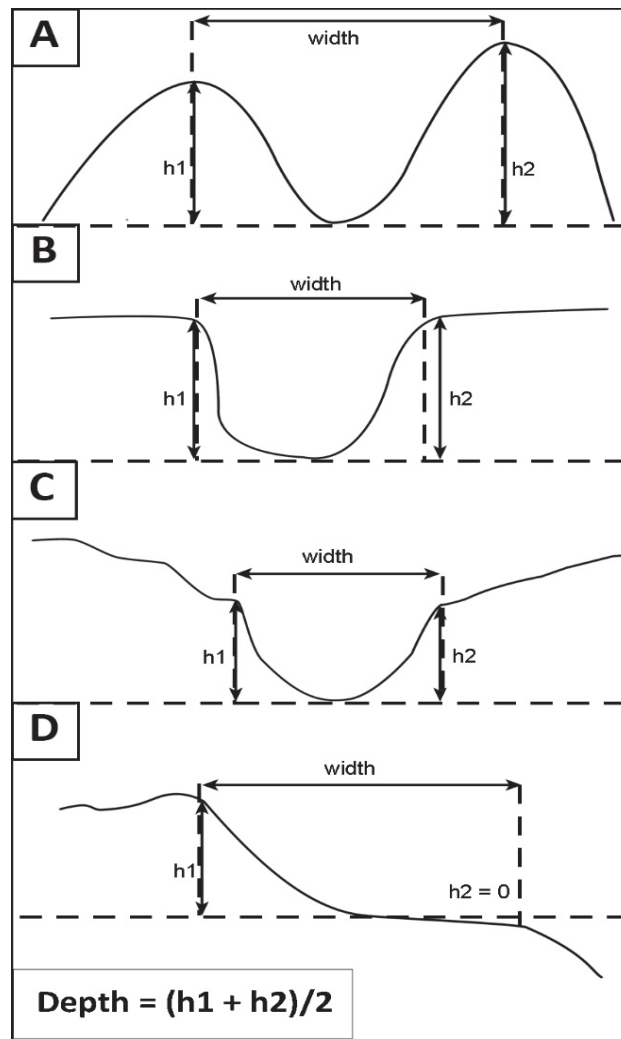 A
width
h1
h2
B
width
h1
h2
C
width
h1
h2
D
width
h1
h2 = 0
Depth = (h1 + h2)/2